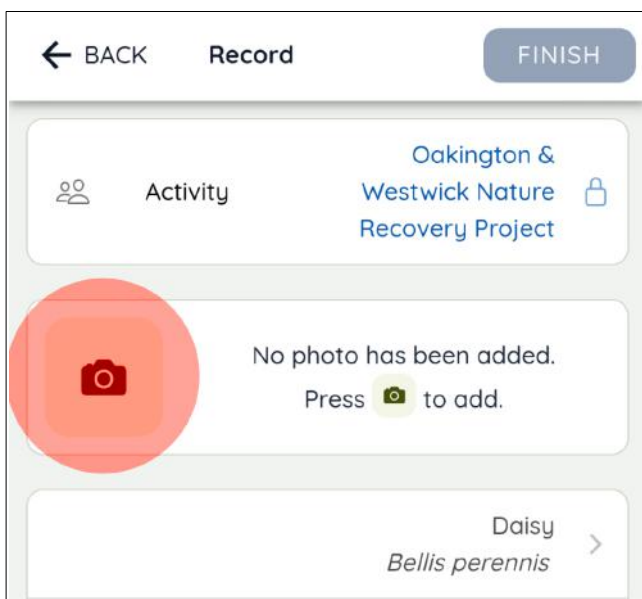 BACK Record FINISH
Activity
Oakington &
Westwick Nature
Recovery Project
No photo has been added.
Press to add.
Daisy
Bellis perennis